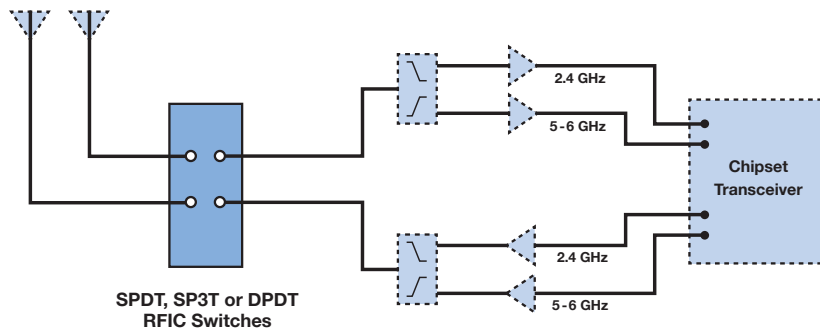 2.4 GHz
5-6 GHz
Chipset
Transceiver
2.4 GHz
5-6 GHz
SPDT, SP3T or DPDT
RFIC Switches